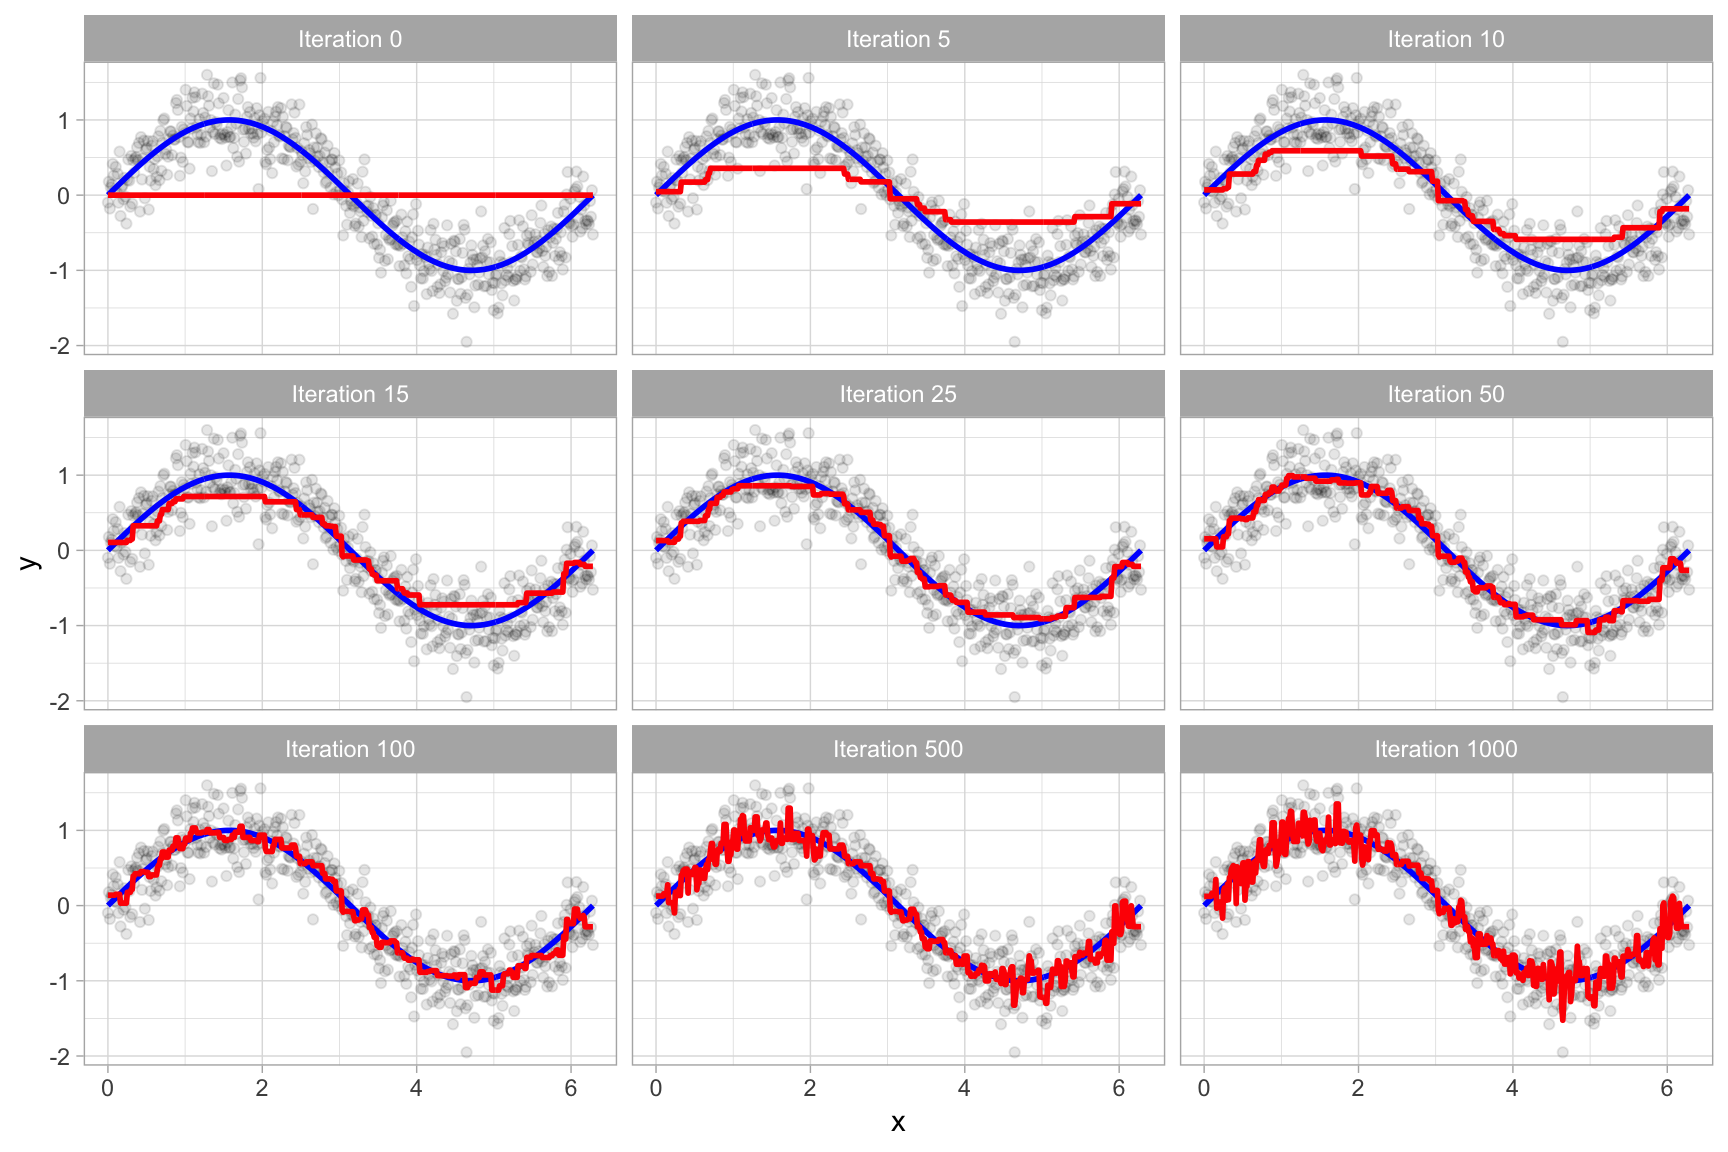 Iteration 0
Iteration 5
Iteration 10
1
0
-1
-2
Iteration 15
Iteration 25
Iteration 50
1
0
-1
-2
y
Iteration 100
Iteration 500
Iteration 1000
1
0
-1
-2
0 2 4 6
0 2 4 6
0 2 4 6
x